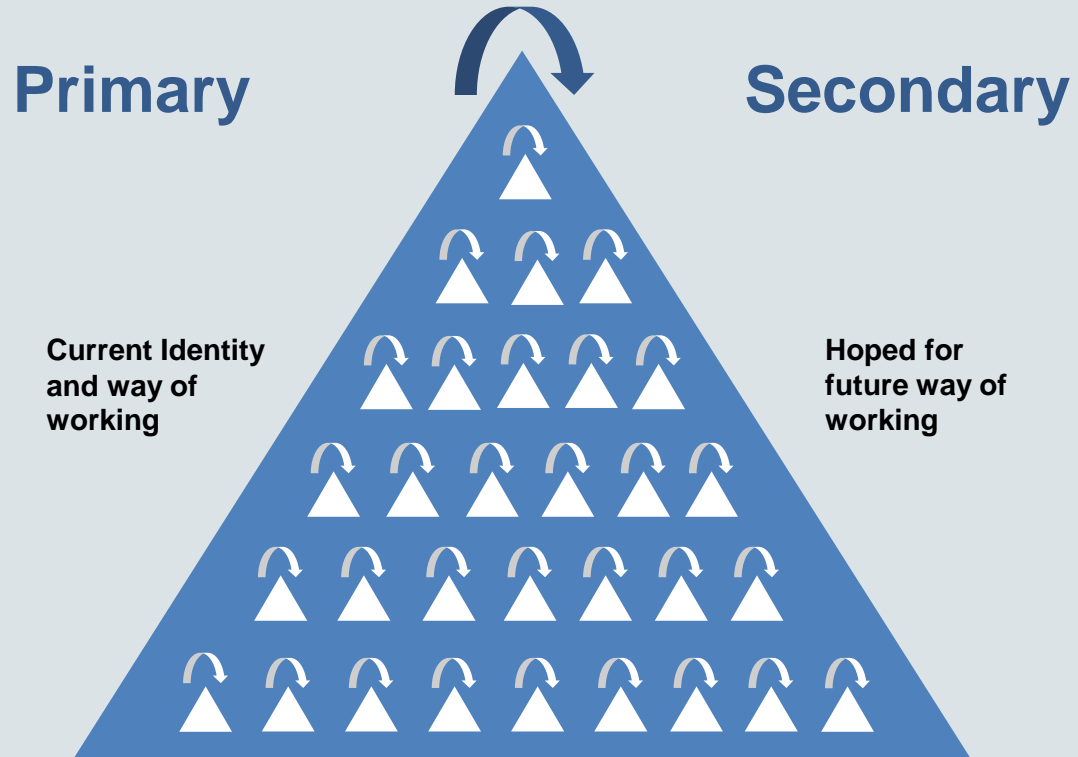 Primary
Secondary
Current Identity
and way of
working
Hoped for
future way of
working